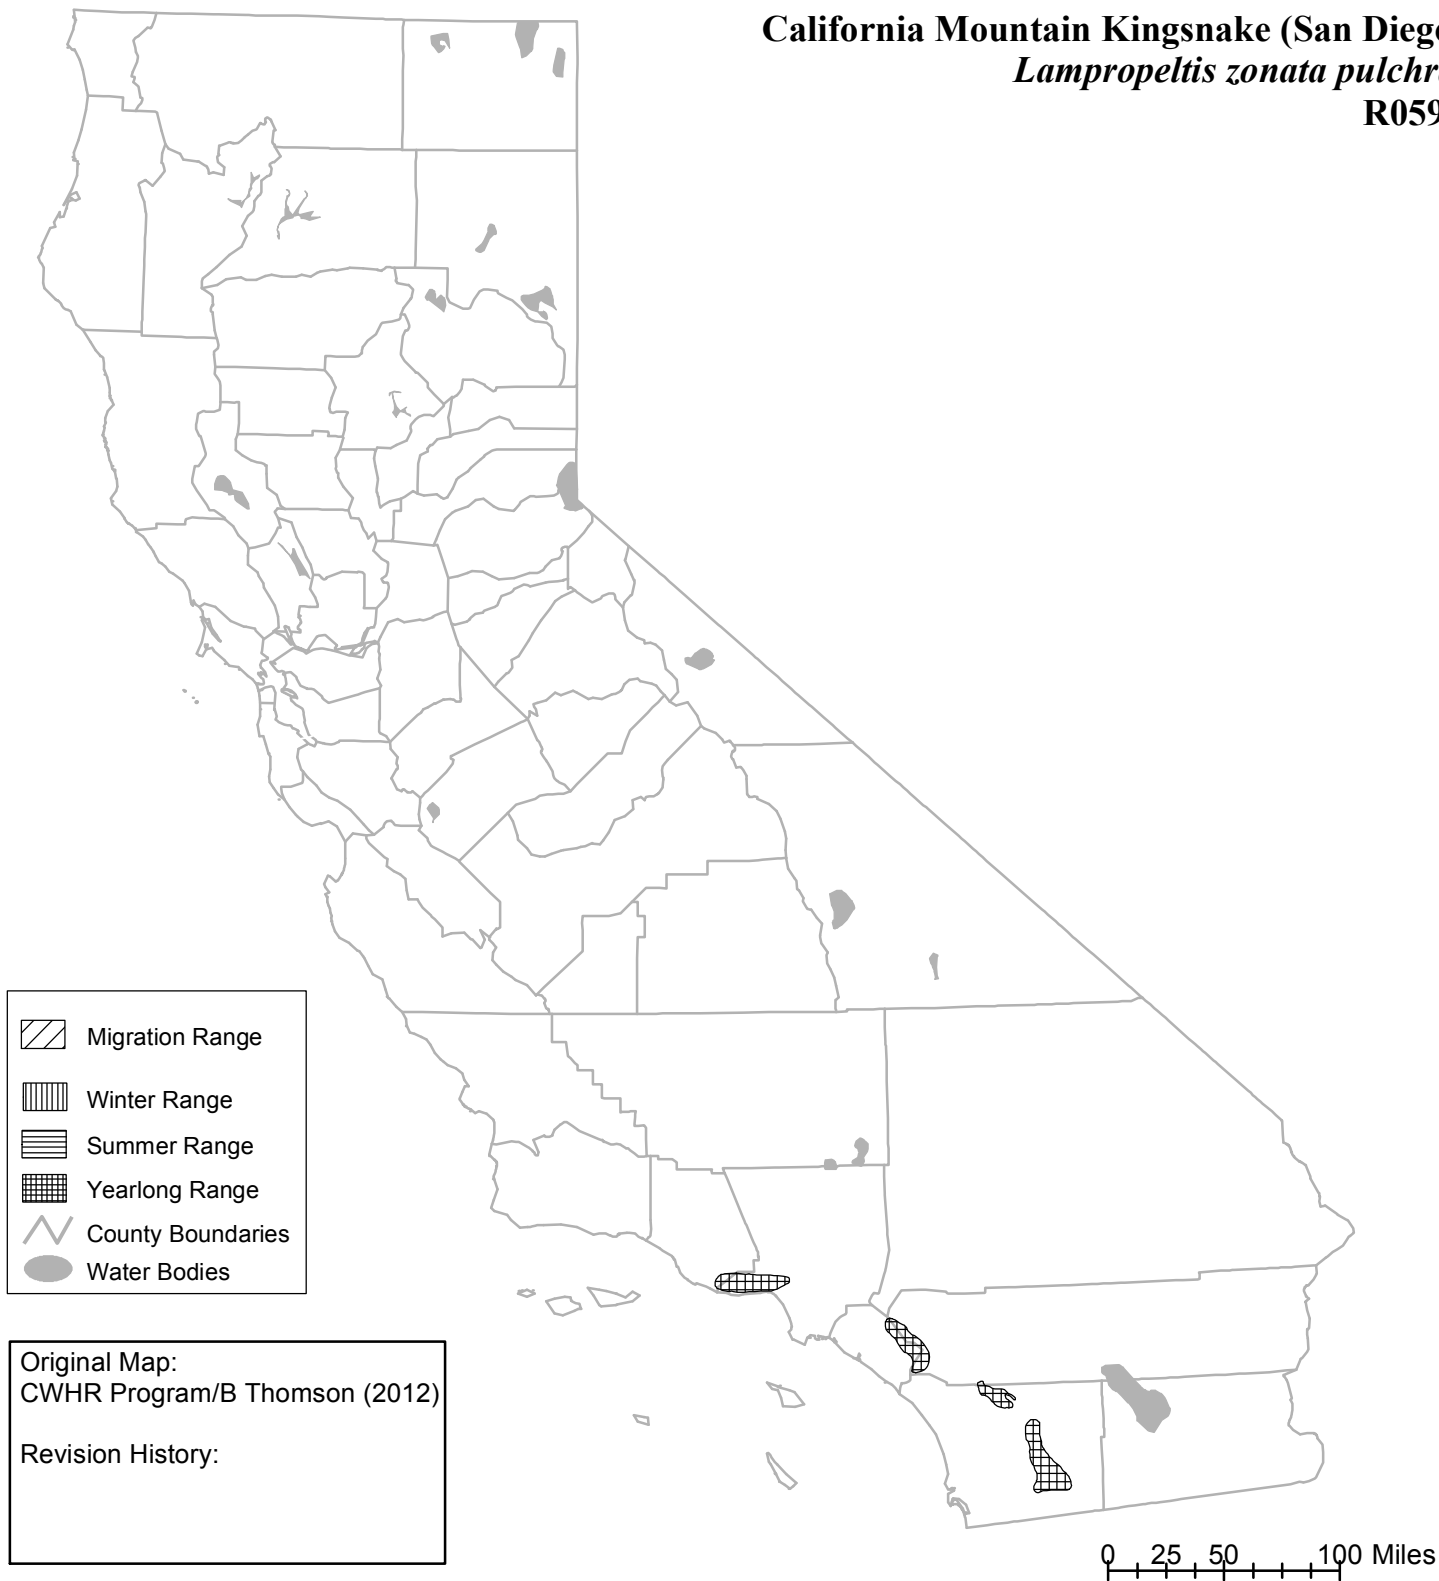 California Mountain Kingsnake (San Diego
Lampropeltis zonata pulchr
R059
Migration Range
Winter Range
Summer Range
Yearlong Range
County Boundaries
Water Bodies
Original Map:
CWHR Program/B Thomson (2012)
Revision History:
0 25 50 100 Miles